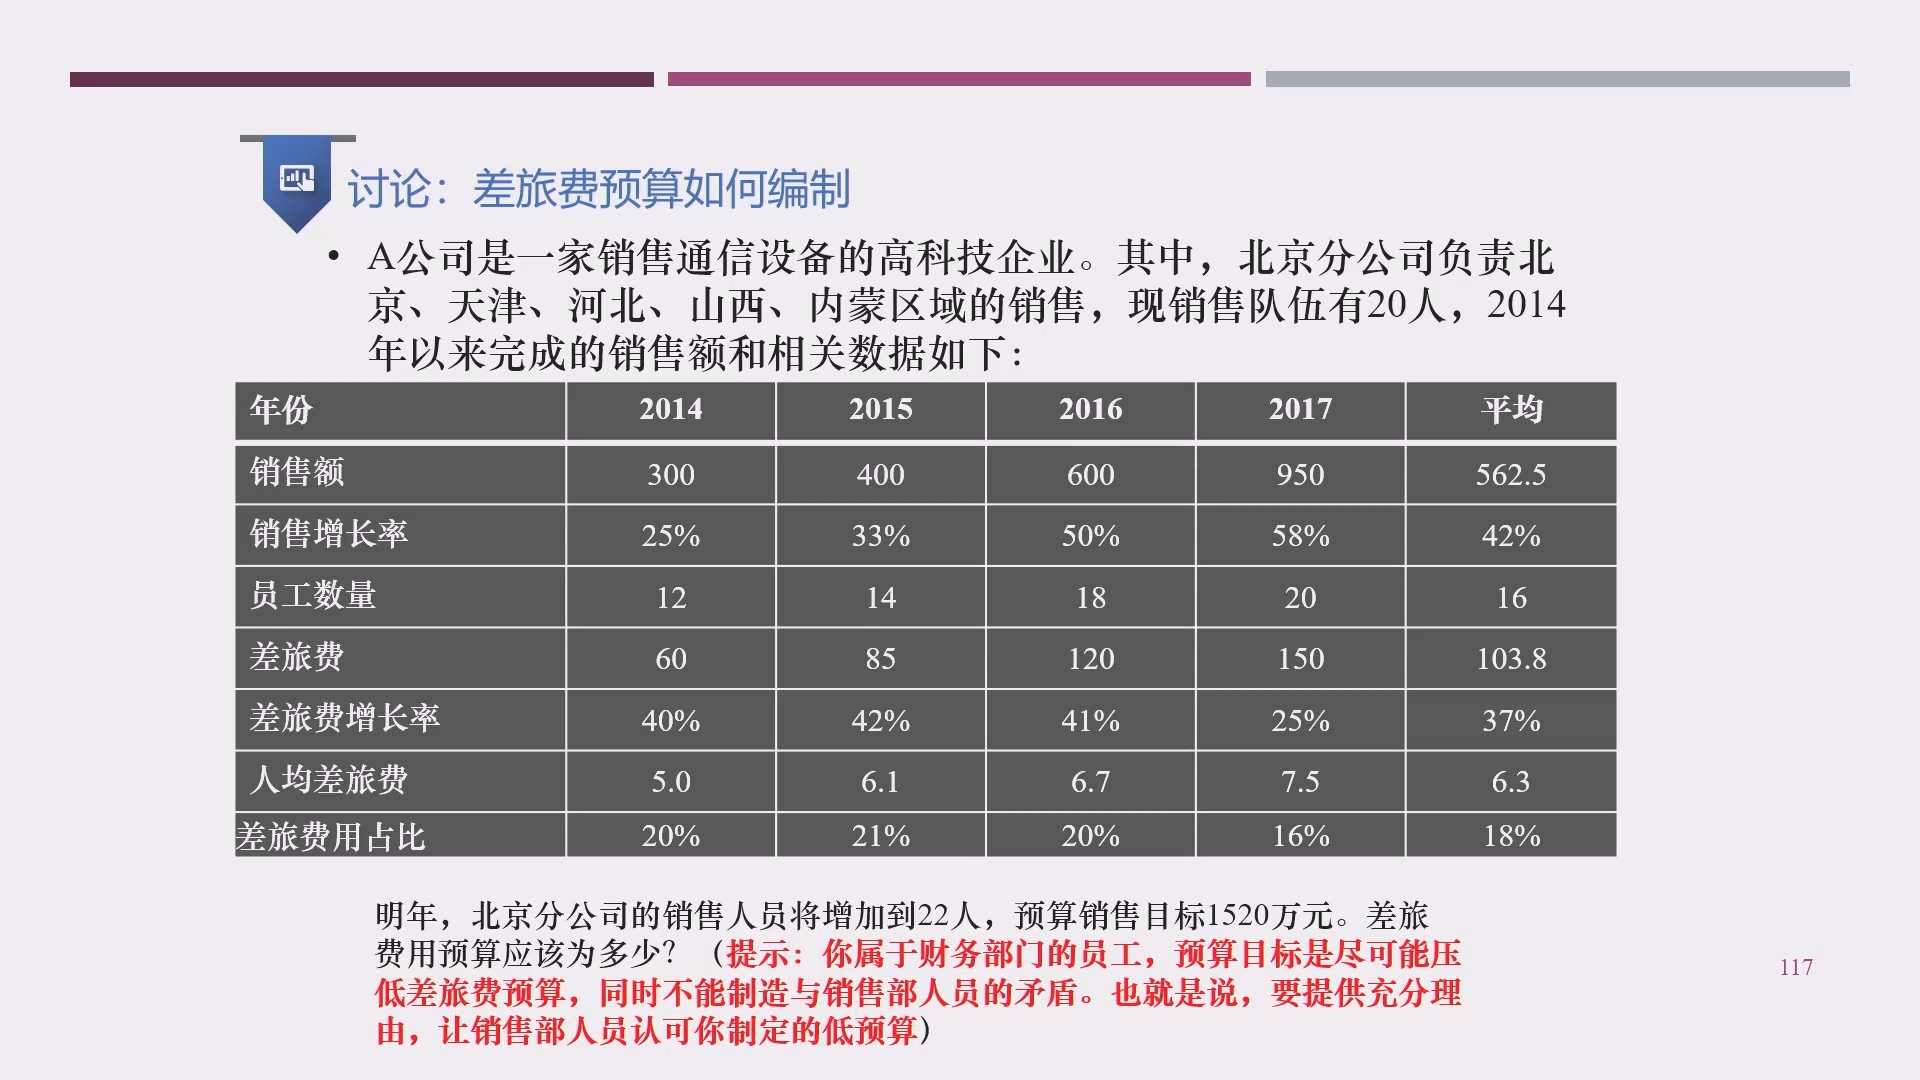 讨论：差旅费预算如何编制
• A公司是一家销售通信设备的高科技企业。其中，北京分公司负责北
京、天津、河北、山西、内蒙区域的销售，现销售队伍有20人，2014
年以来完成的销售额和相关数据如下：
年份 2014 2015 2016 2017 平均
销售额 300 400 600 950 562.5
销售增长率 25% 33% 50% 58% 42%
员工数量 12 14 18 20 16
差旅费 60 85 120 150 103.8
差旅费增长率 40% 42% 41% 25% 37%
人均差旅费 5.0 6.1 6.7 7.5 6.3
差旅费用占比 20% 21% 20% 16% 18%
明年，北京分公司的销售人员将增加到22人，预算销售目标1520万元。差旅
费用预算应该为多少？（提示：你属于财务部门的员工，预算目标是尽可能压
低差旅费预算，同时不能制造与销售部人员的矛盾。也就是说，要提供充分理
由，让销售部人员认可你制定的低预算）
117